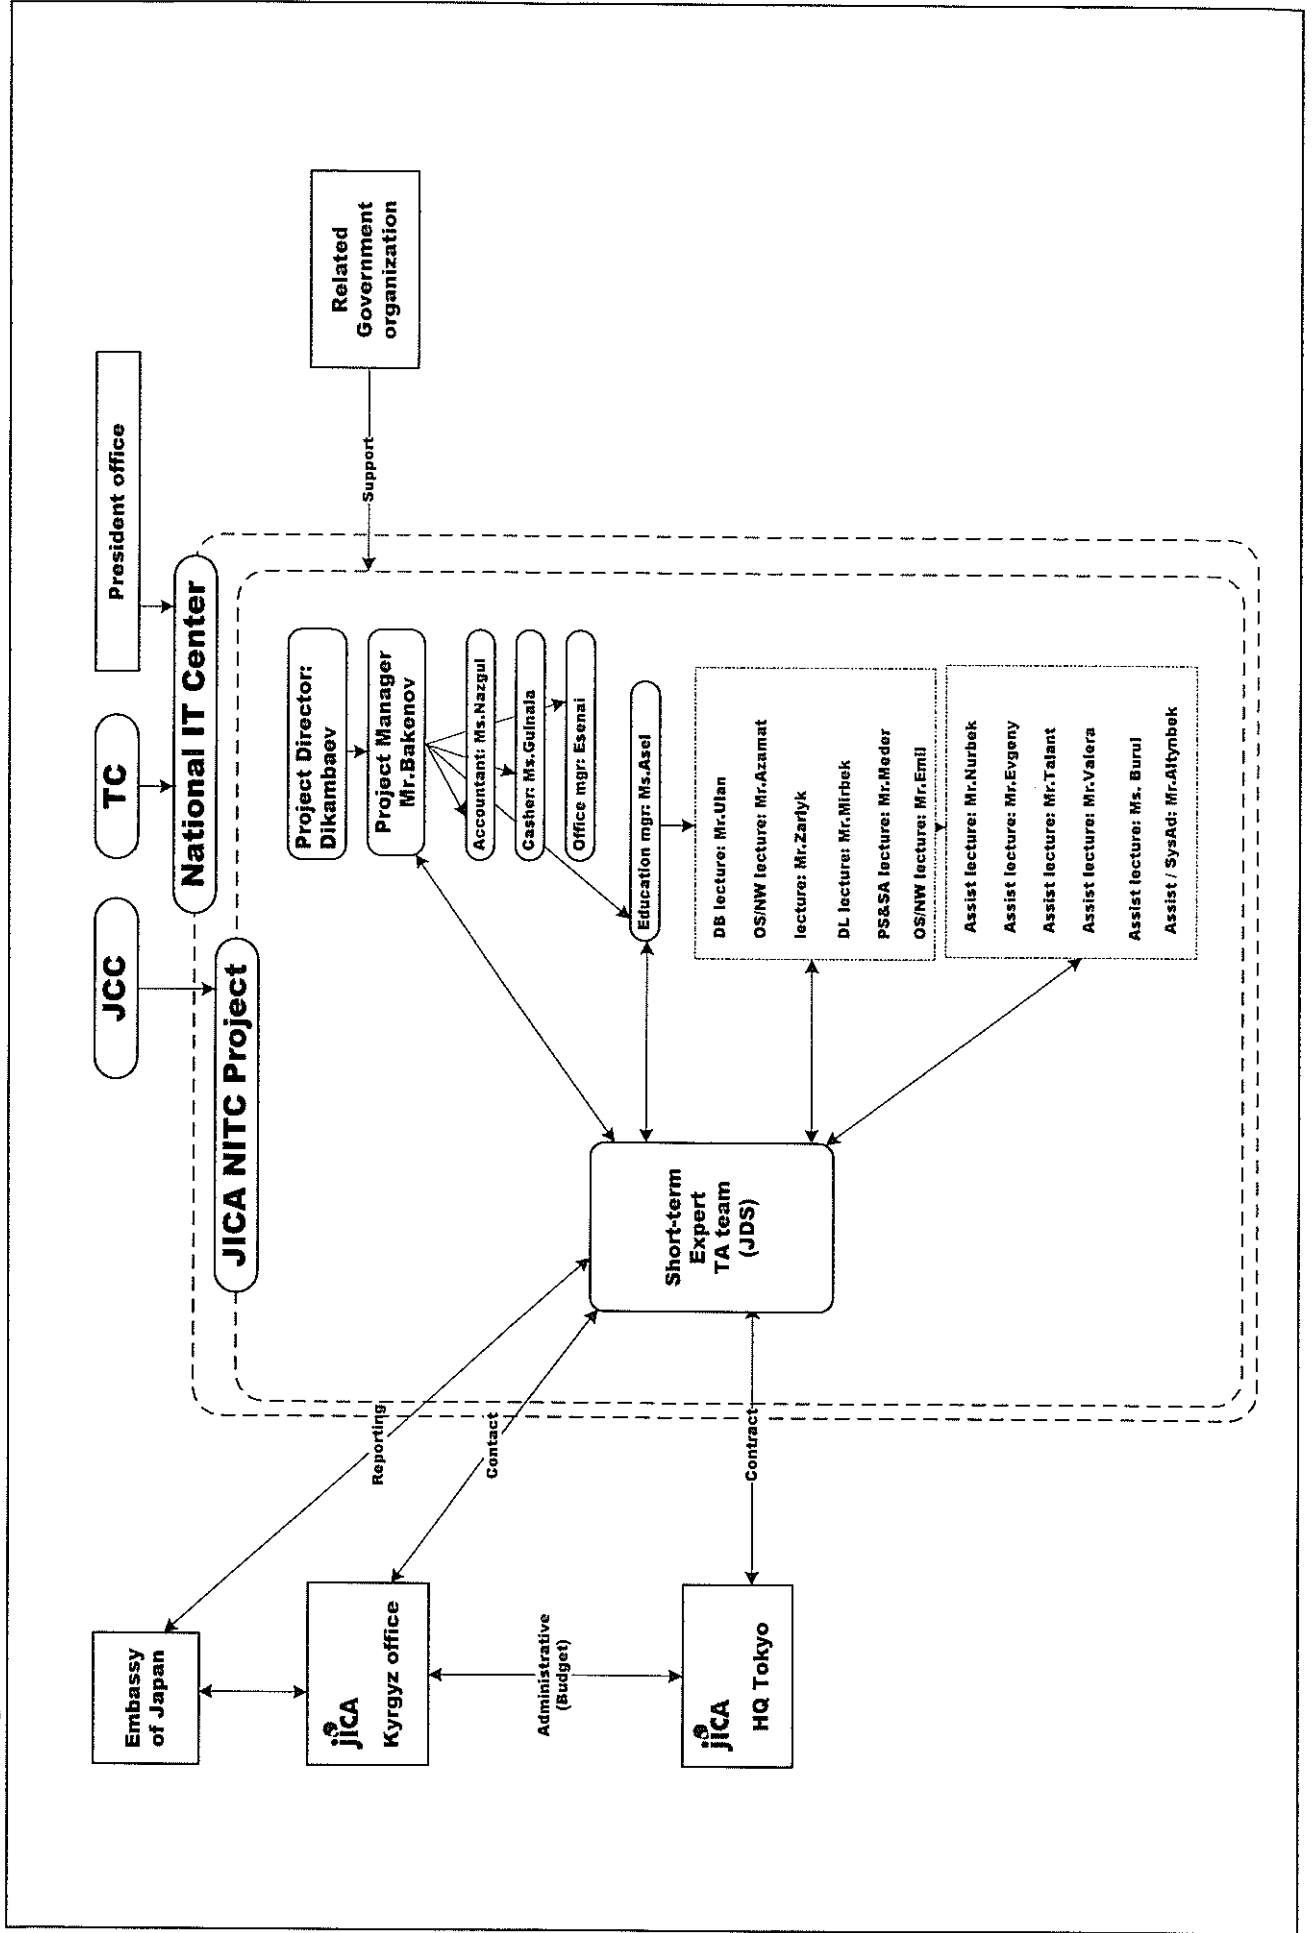 JCC
TC
President office
National IT Center
JICA NITC Project
Embassy
of Japan
Reporting
JICA
Kyrgyz office
Contact
Administrative
(Budget)
JICA
HQ Tokyo
Contract
Short-term
Expert
TA team
(JDS)
Project Director:
Dikambaev
Project Manager
Mr.Bakenov
Accountant: Ms.Nazgul
Casher: Ms.Gulnala
Office mgr: Esenai
Education mgr: Ms.Asel
DB lecture: Mr.Ulan
OS/NW lecture: Mr.Azamat
lecture: Mr.Zarlyk
DL lecture: Mr.Mirbek
PS&SA lecture: Mr.Meder
OS/NW lecture: Mr.Emil
Assist lecture: Mr.Nurbek
Assist lecture: Mr.Evgeny
Assist lecture: Mr.Talant
Assist lecture: Mr.Valera
Assist lecture: Ms. Burul
Assist / SysAd: Mr.Altynbek
Support
Related
Government
organization